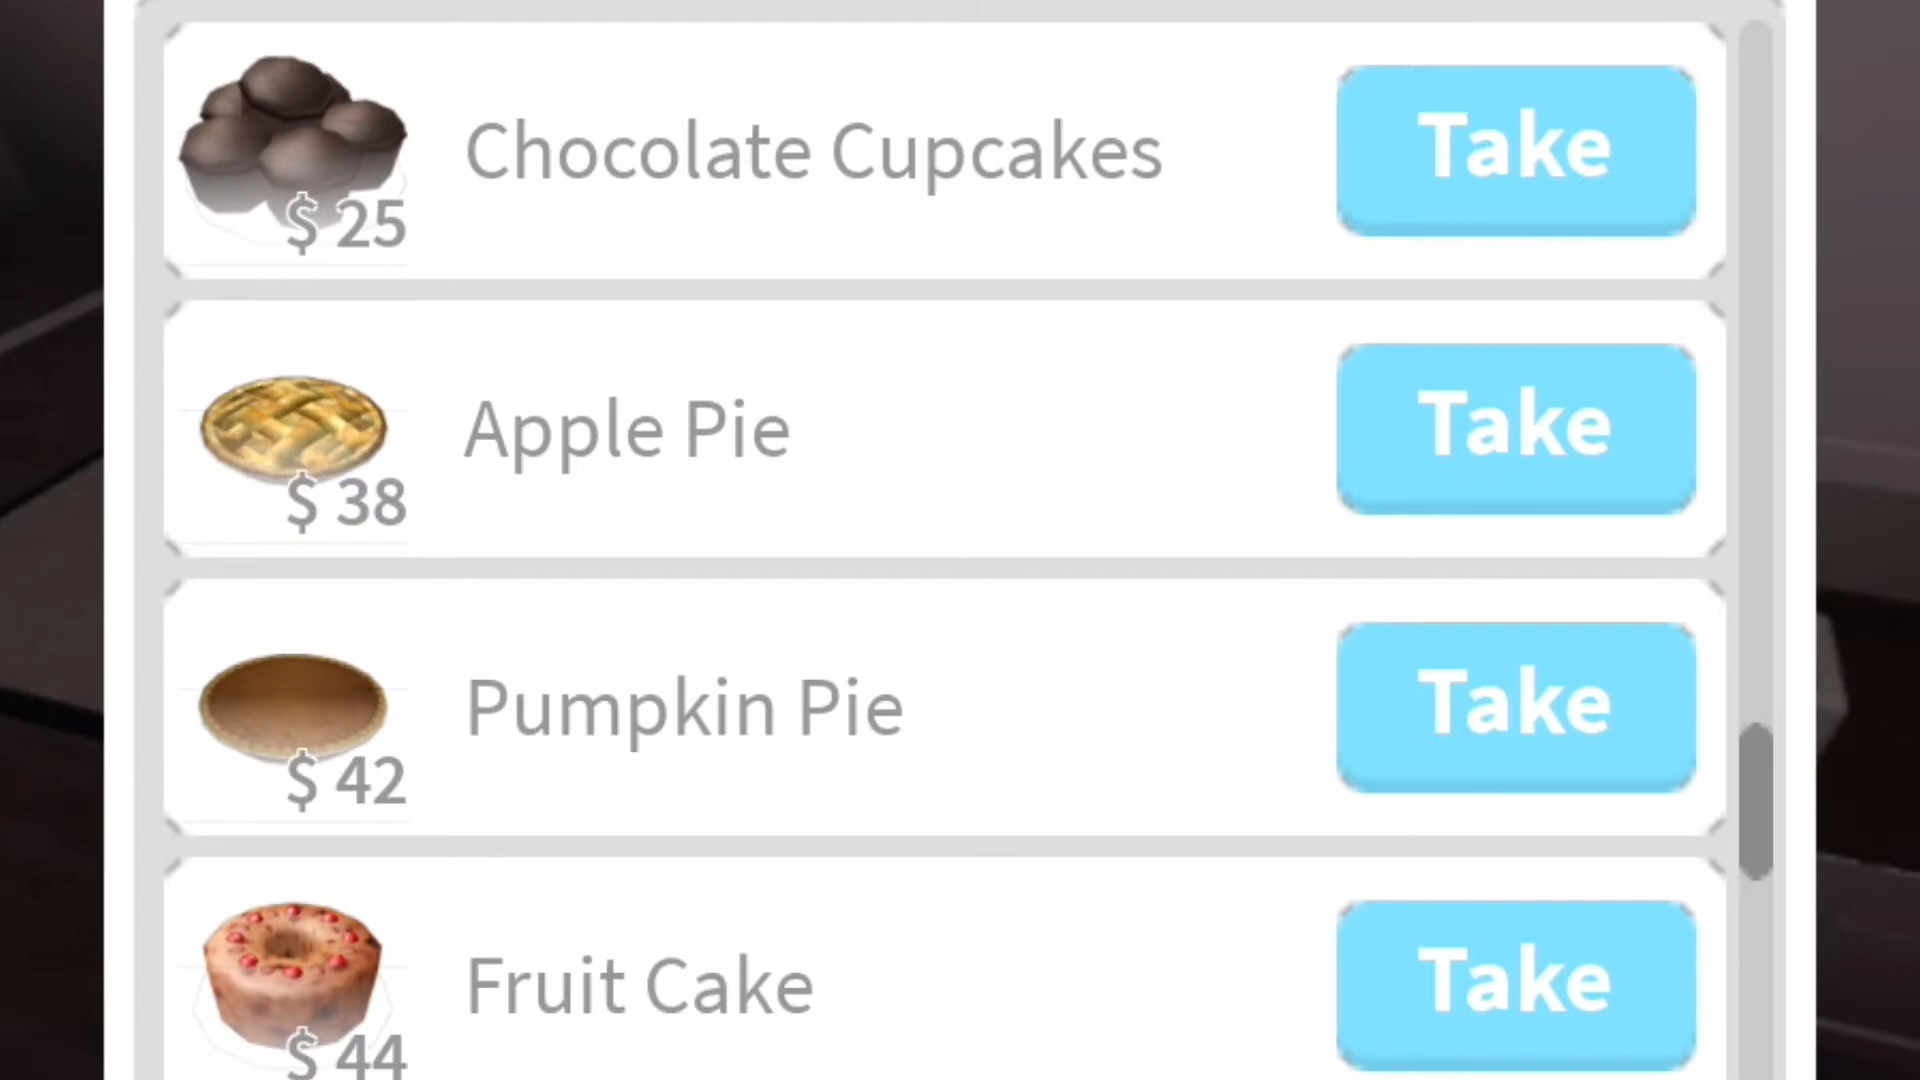 Chocolate Cupcakes
Take
$ 25
Apple Pie
Take
$ 38
Pumpkin Pie
Take
$ 42
Fruit Cake
Take
$ 44